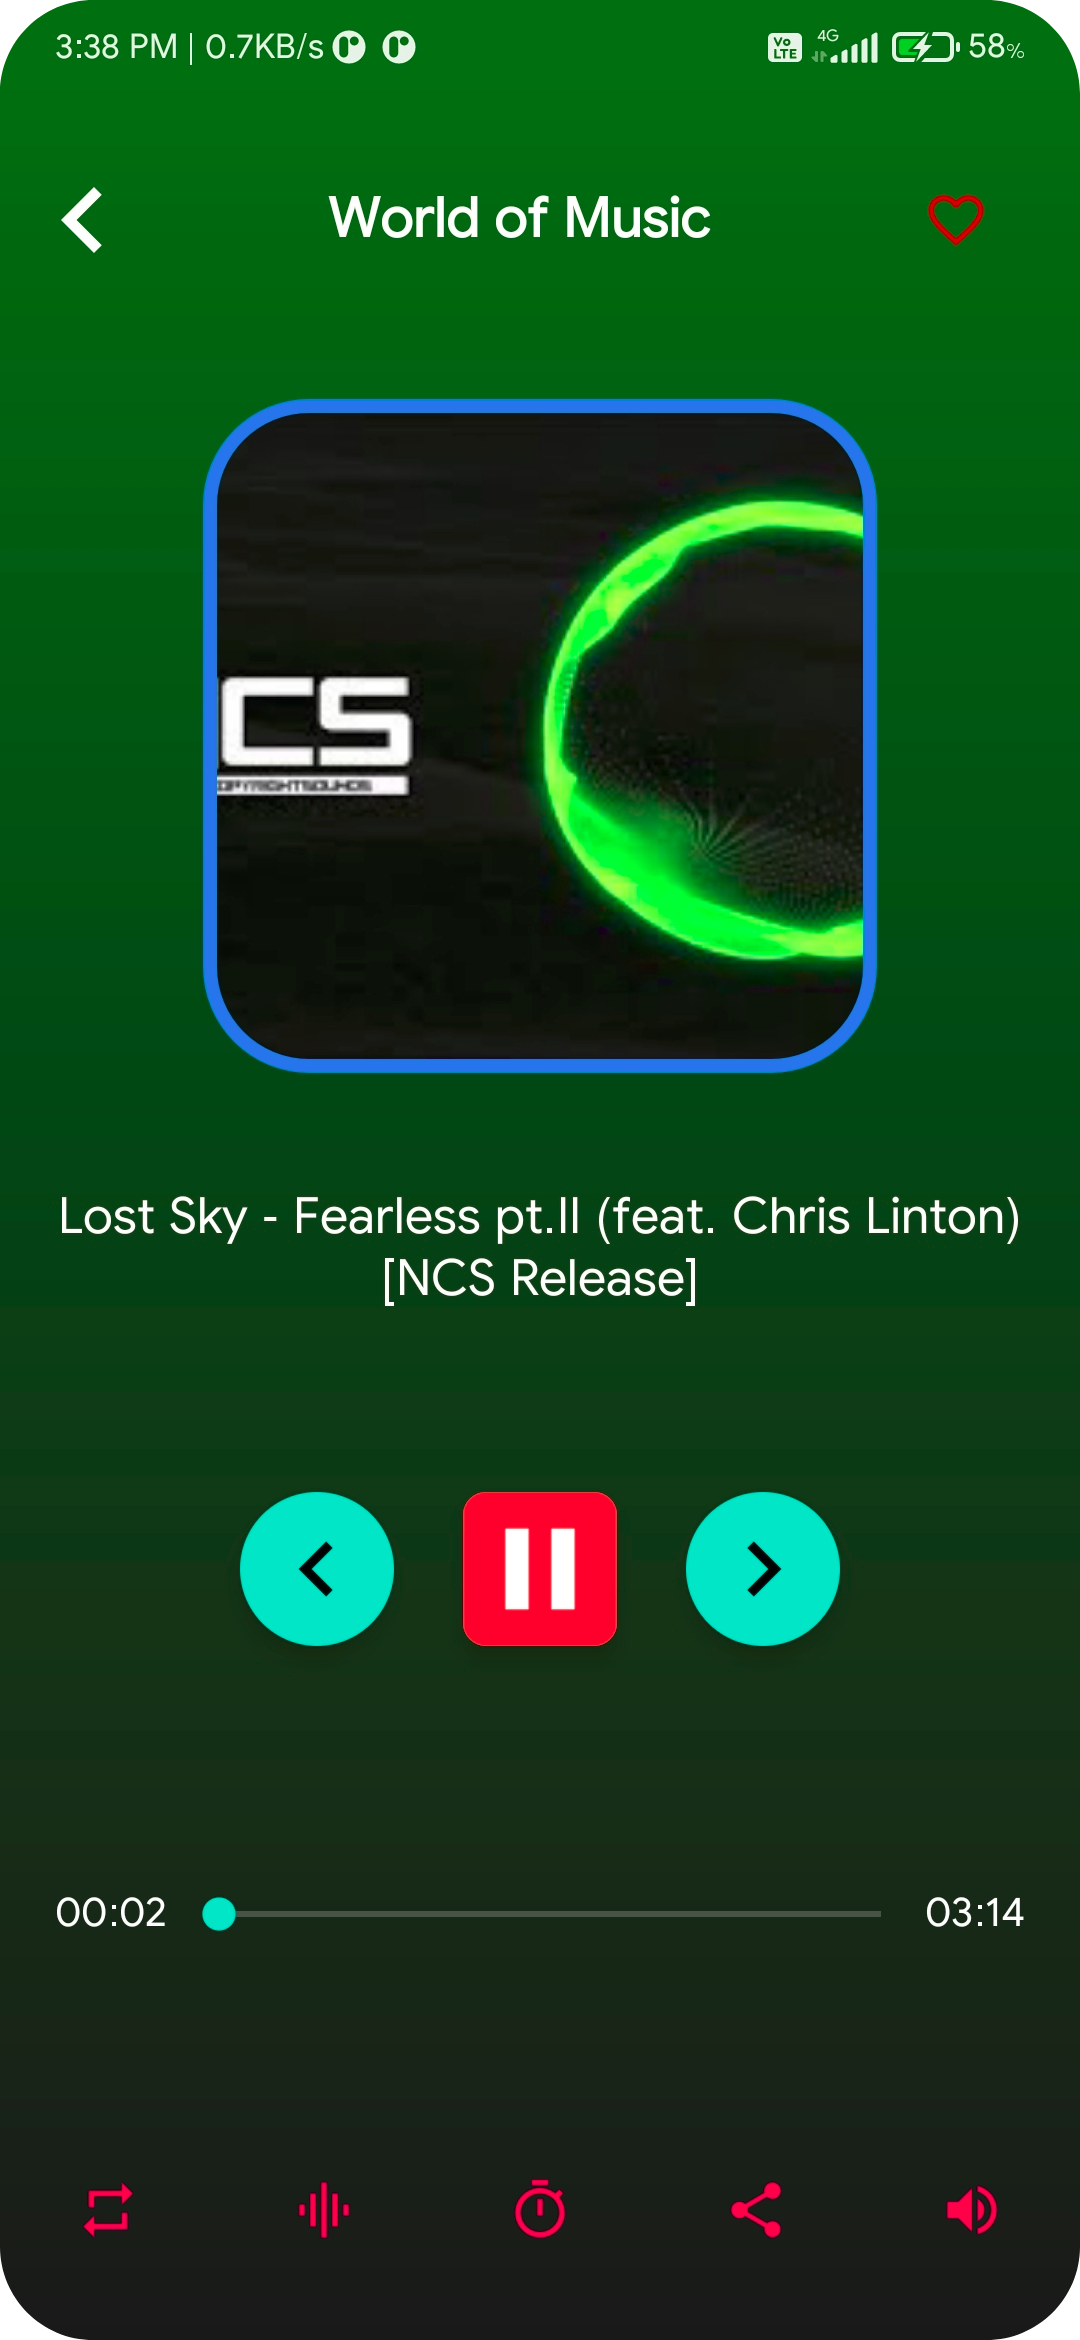 3:38 PM | 0.7KB/s
Vo LTE 4G 58%
World of Music
CS
OPYRIGHTSOUNDS
Lost Sky - Fearless pt.II (feat. Chris Linton)
[NCS Release]
00:02
03:14